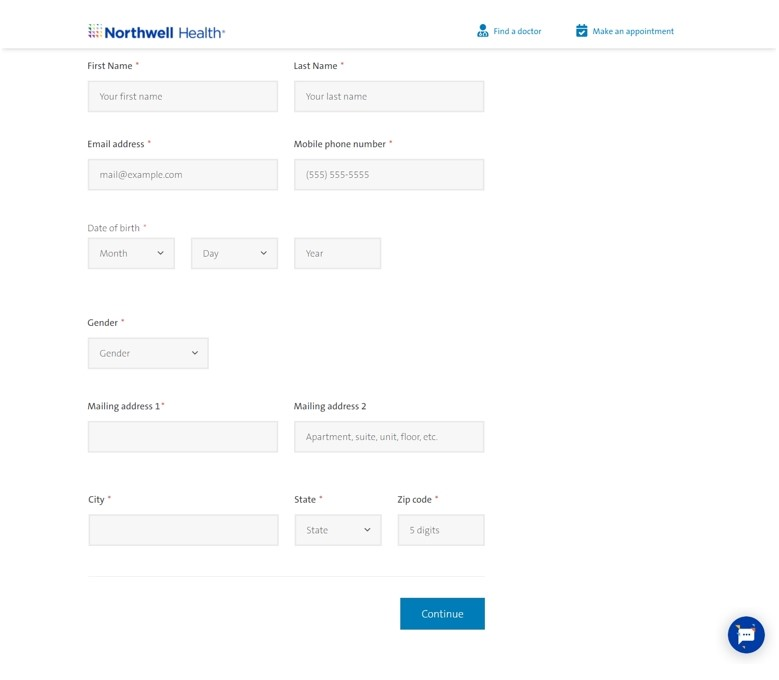 Northwell Health®
Find a doctor
Make an appointment
First Name *
Last Name *
Your first name
Your last name
Email address *
Mobile phone number *
mail@example.com
(555) 555-5555
Date of birth *
Month
Day
Year
Gender *
Gender
Mailing address 1*
Mailing address 2
Apartment, suite, unit, floor, etc.
City *
State *
Zip code *
State
5 digits
Continue